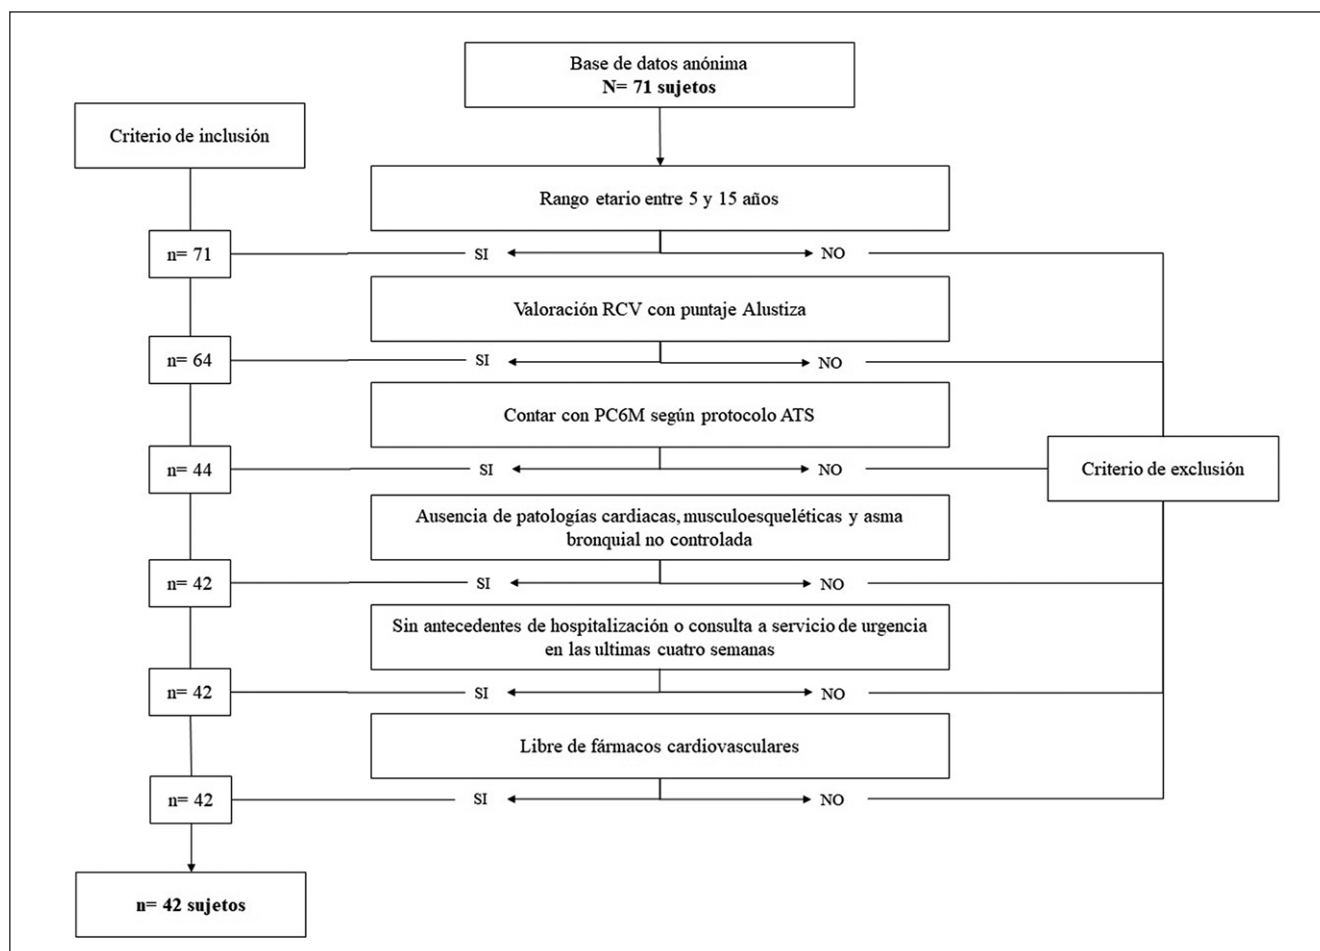 Base de datos anónima
N= 71 sujetos
Criterio de inclusión
Rango etario entre 5 y 15 años
n= 71
SI
NO
Valoración RCV con puntaje Alustiza
n= 64
SI
NO
Contar con PC6M según protocolo ATS
n= 44
SI
NO
Criterio de exclusión
Ausencia de patologías cardiacas, musculoesqueléticas y asma
bronquial no controlada
n= 42
SI
NO
Sin antecedentes de hospitalización o consulta a servicio de urgencia
en las ultimas cuatro semanas
n= 42
SI
NO
Libre de fármacos cardiovasculares
n= 42
SI
NO
n= 42 sujetos